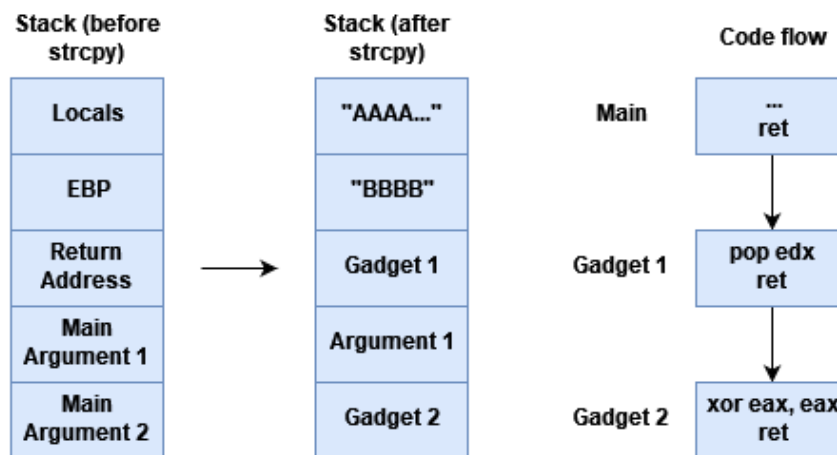 Stack (before
strcpy)
Locals
EBP
Return
Address
Main
Argument 1
Main
Argument 2
Stack (after
strcpy)
"AAAA..."
"BBBB"
Gadget 1
Argument 1
Gadget 2
Code flow
Main
...
ret
Gadget 1
pop edx
ret
Gadget 2
xor eax, eax
ret